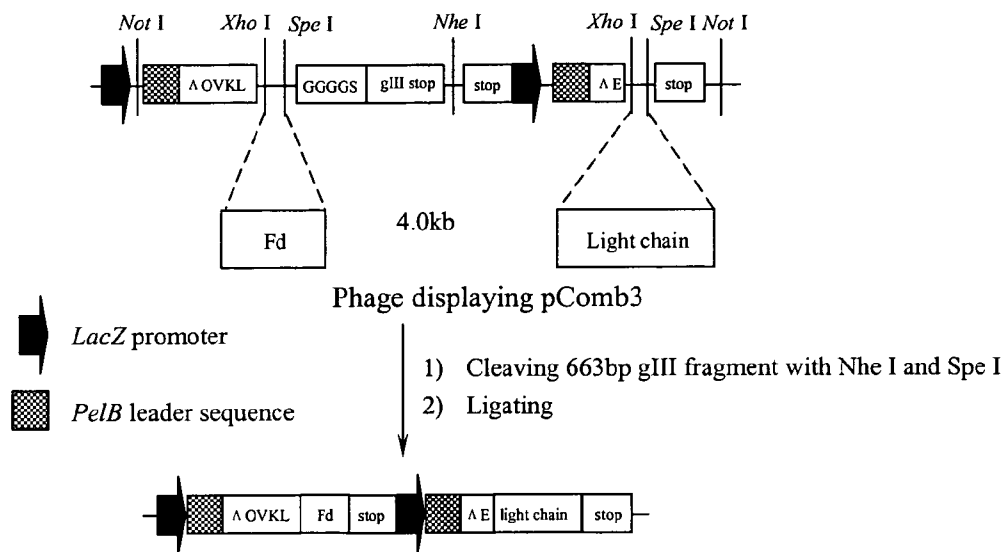 Not I Xho I Spe I Nhe I Xho I Spe I Not I
Λ OVKL GGGGS gIII stop stop Λ E stop
Fd 4.0kb Light chain
Phage displaying pComb3
LacZ promoter
1) Cleaving 663bp gIII fragment with Nhe I and Spe I
PelB leader sequence
2) Ligating
Λ OVKL Fd stop Λ E light chain stop